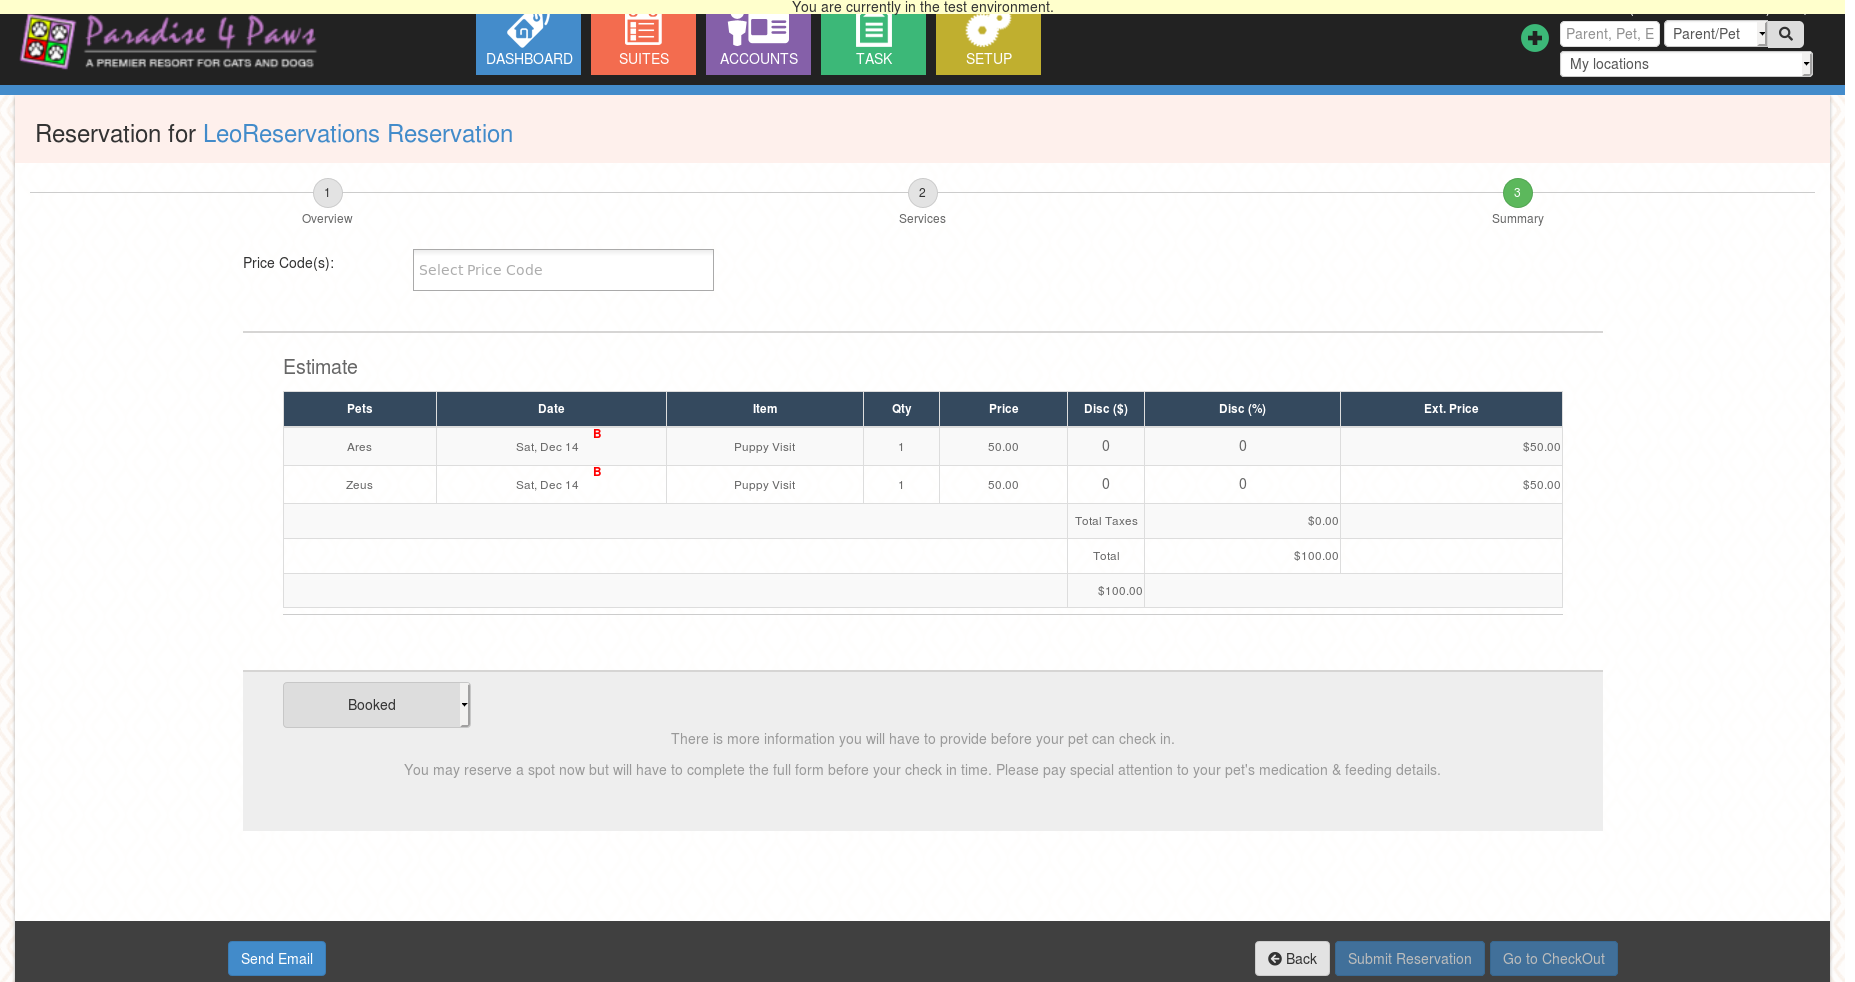 You are currently in the test environment.
Paradise 4 Paws
A PREMIER RESORT FOR CATS AND DOGS
DASHBOARD
SUITES
ACCOUNTS
TASK
SETUP
Parent, Pet, E
Parent/Pet
My locations
Reservation for LeoReservations Reservation
1
2
3
Overview
Services
Summary
Price Code(s):
Select Price Code
Estimate
Pets Date Item Qty Price Disc ($) Disc (%) Ext. Price
Ares Sat, Dec 14 B Puppy Visit 1 50.00 0 0 $50.00
Zeus Sat, Dec 14 B Puppy Visit 1 50.00 0 0 $50.00
Total Taxes $0.00
Total $100.00
$100.00
Booked
There is more information you will have to provide before your pet can check in.
You may reserve a spot now but will have to complete the full form before your check in time. Please pay special attention to your pet's medication & feeding details.
Send Email
Back
Submit Reservation
Go to CheckOut